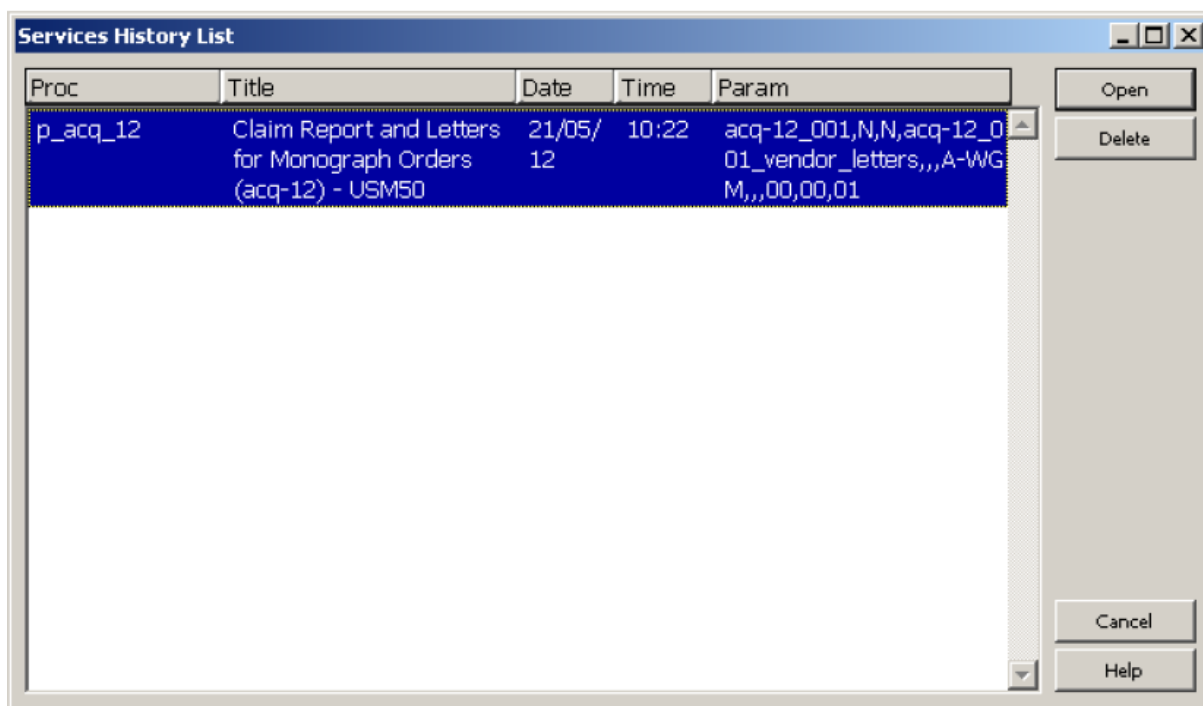 Services History List
Proc Title Date Time Param
p_acq_12 Claim Report and Letters 21/05/ 10:22 acq-12_001,N,N,acq-12_0
for Monograph Orders 12 01_vendor_letters,,,A-WG
(acq-12) - USM50 M,,,00,00,01
Open
Delete
Cancel
Help